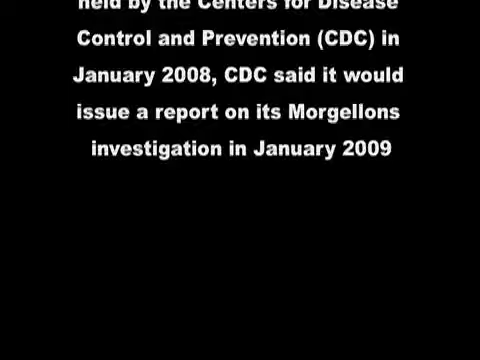 held by the Centers for Disease
Control and Prevention (CDC) in
January 2008, CDC said it would
issue a report on its Morgellons
investigation in January 2009